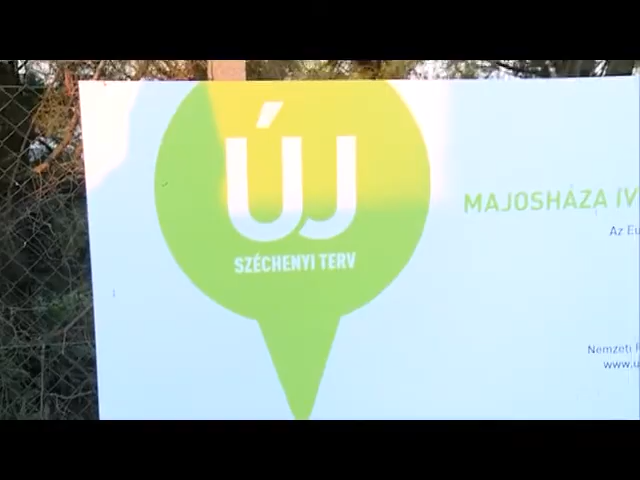 ÚJ
SZÉCHENYI TERV
MAJOSHÁZA IV
Az Eu
Nemzeti F
www.u